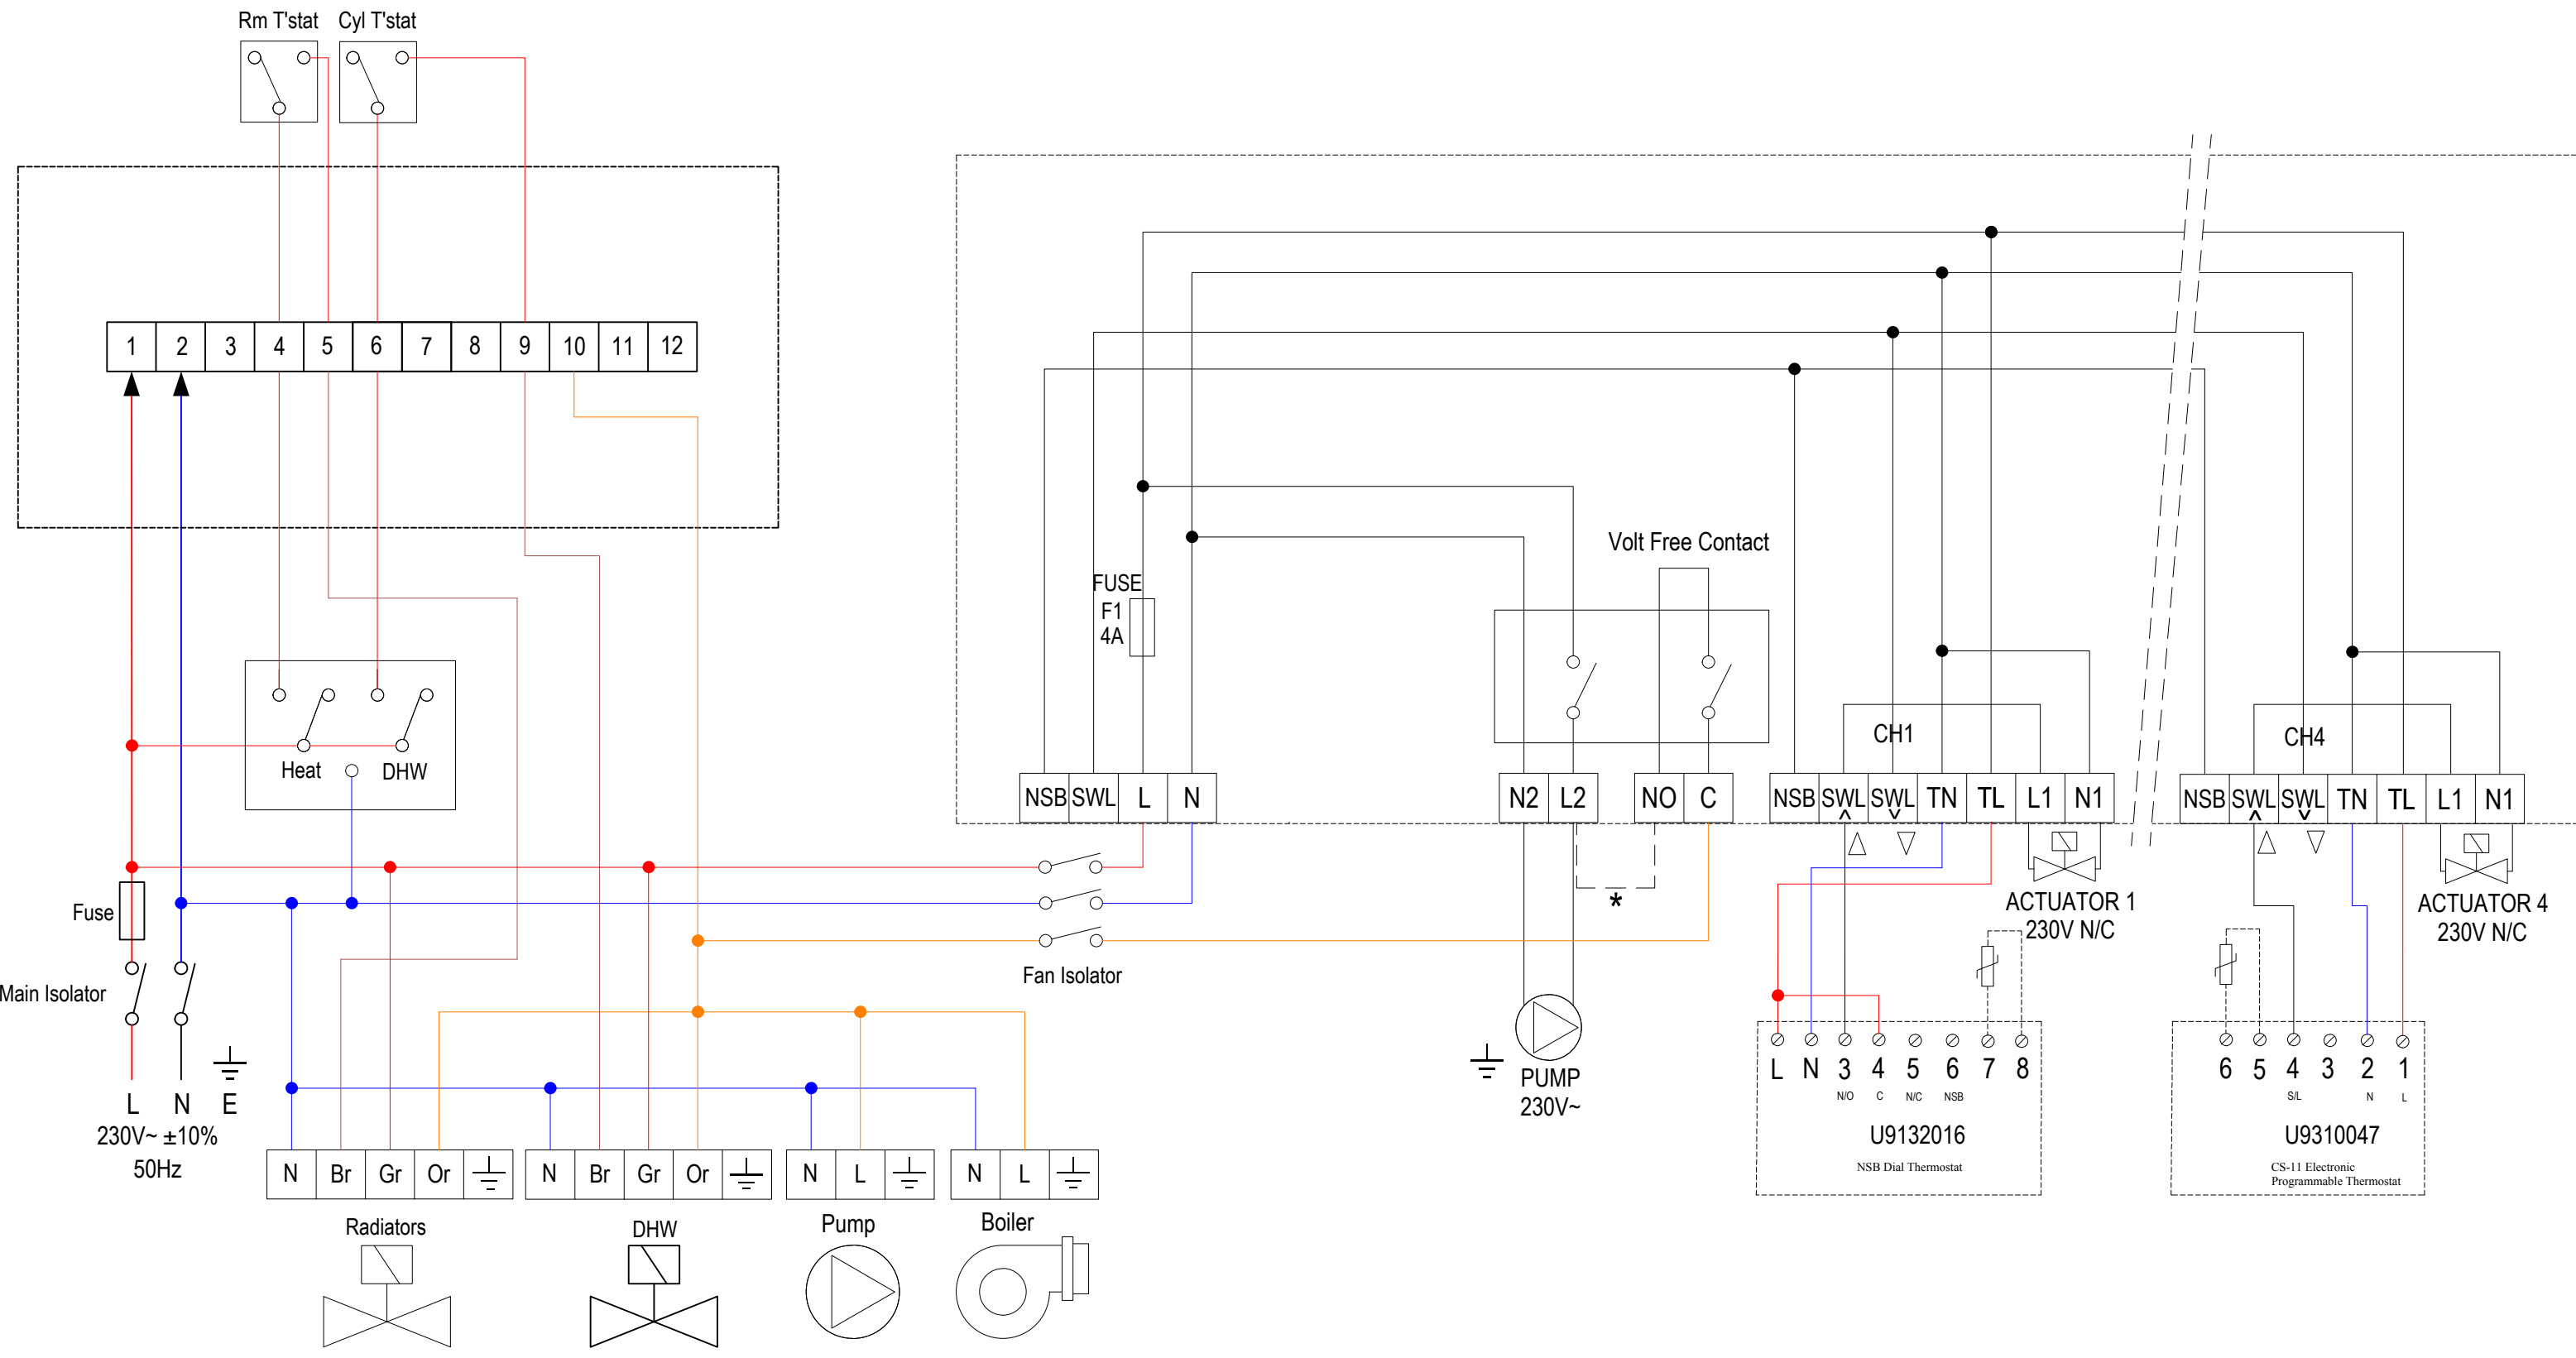 Rm T'stat Cyl T'stat
1 2 3 4 5 6 7 8 9 10 11 12
Heat DHW
Fuse
Main Isolator
L N E
230V~ ±10%
50Hz
N Br Gr Or
Radiators
N Br Gr Or
DHW
N L
Pump
N L
Boiler
Fan Isolator
FUSE
F1
4A
Volt Free Contact
NSB SWL L N
N2 L2
NO C
*
PUMP
230V~
CH1
NSB SWL SWL TN TL L1 N1
ACTUATOR 1
230V N/C
L N 3 4 5 6 7 8
N/O C N/C NSB
U9132016
NSB Dial Thermostat
CH4
NSB SWL SWL TN TL L1 N1
ACTUATOR 4
230V N/C
6 5 4 3 2 1
S/L N L
U9310047
CS-11 Electronic
Programmable Thermostat